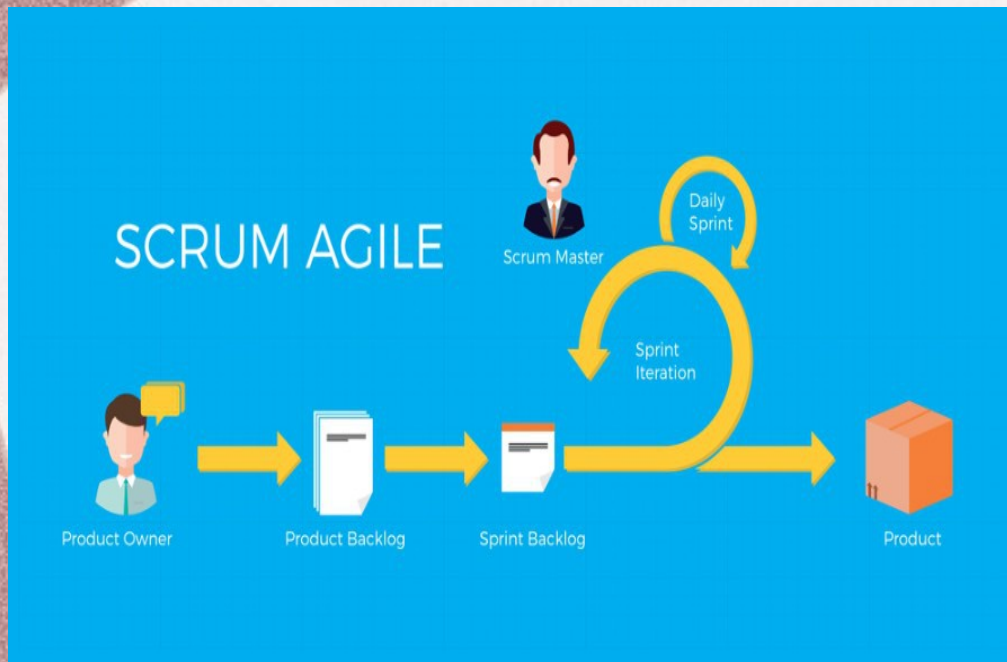 SCRUM AGILE
Scrum Master
Daily
Sprint
Sprint
Iteration
Product Owner
Product Backlog
Sprint Backlog
Product